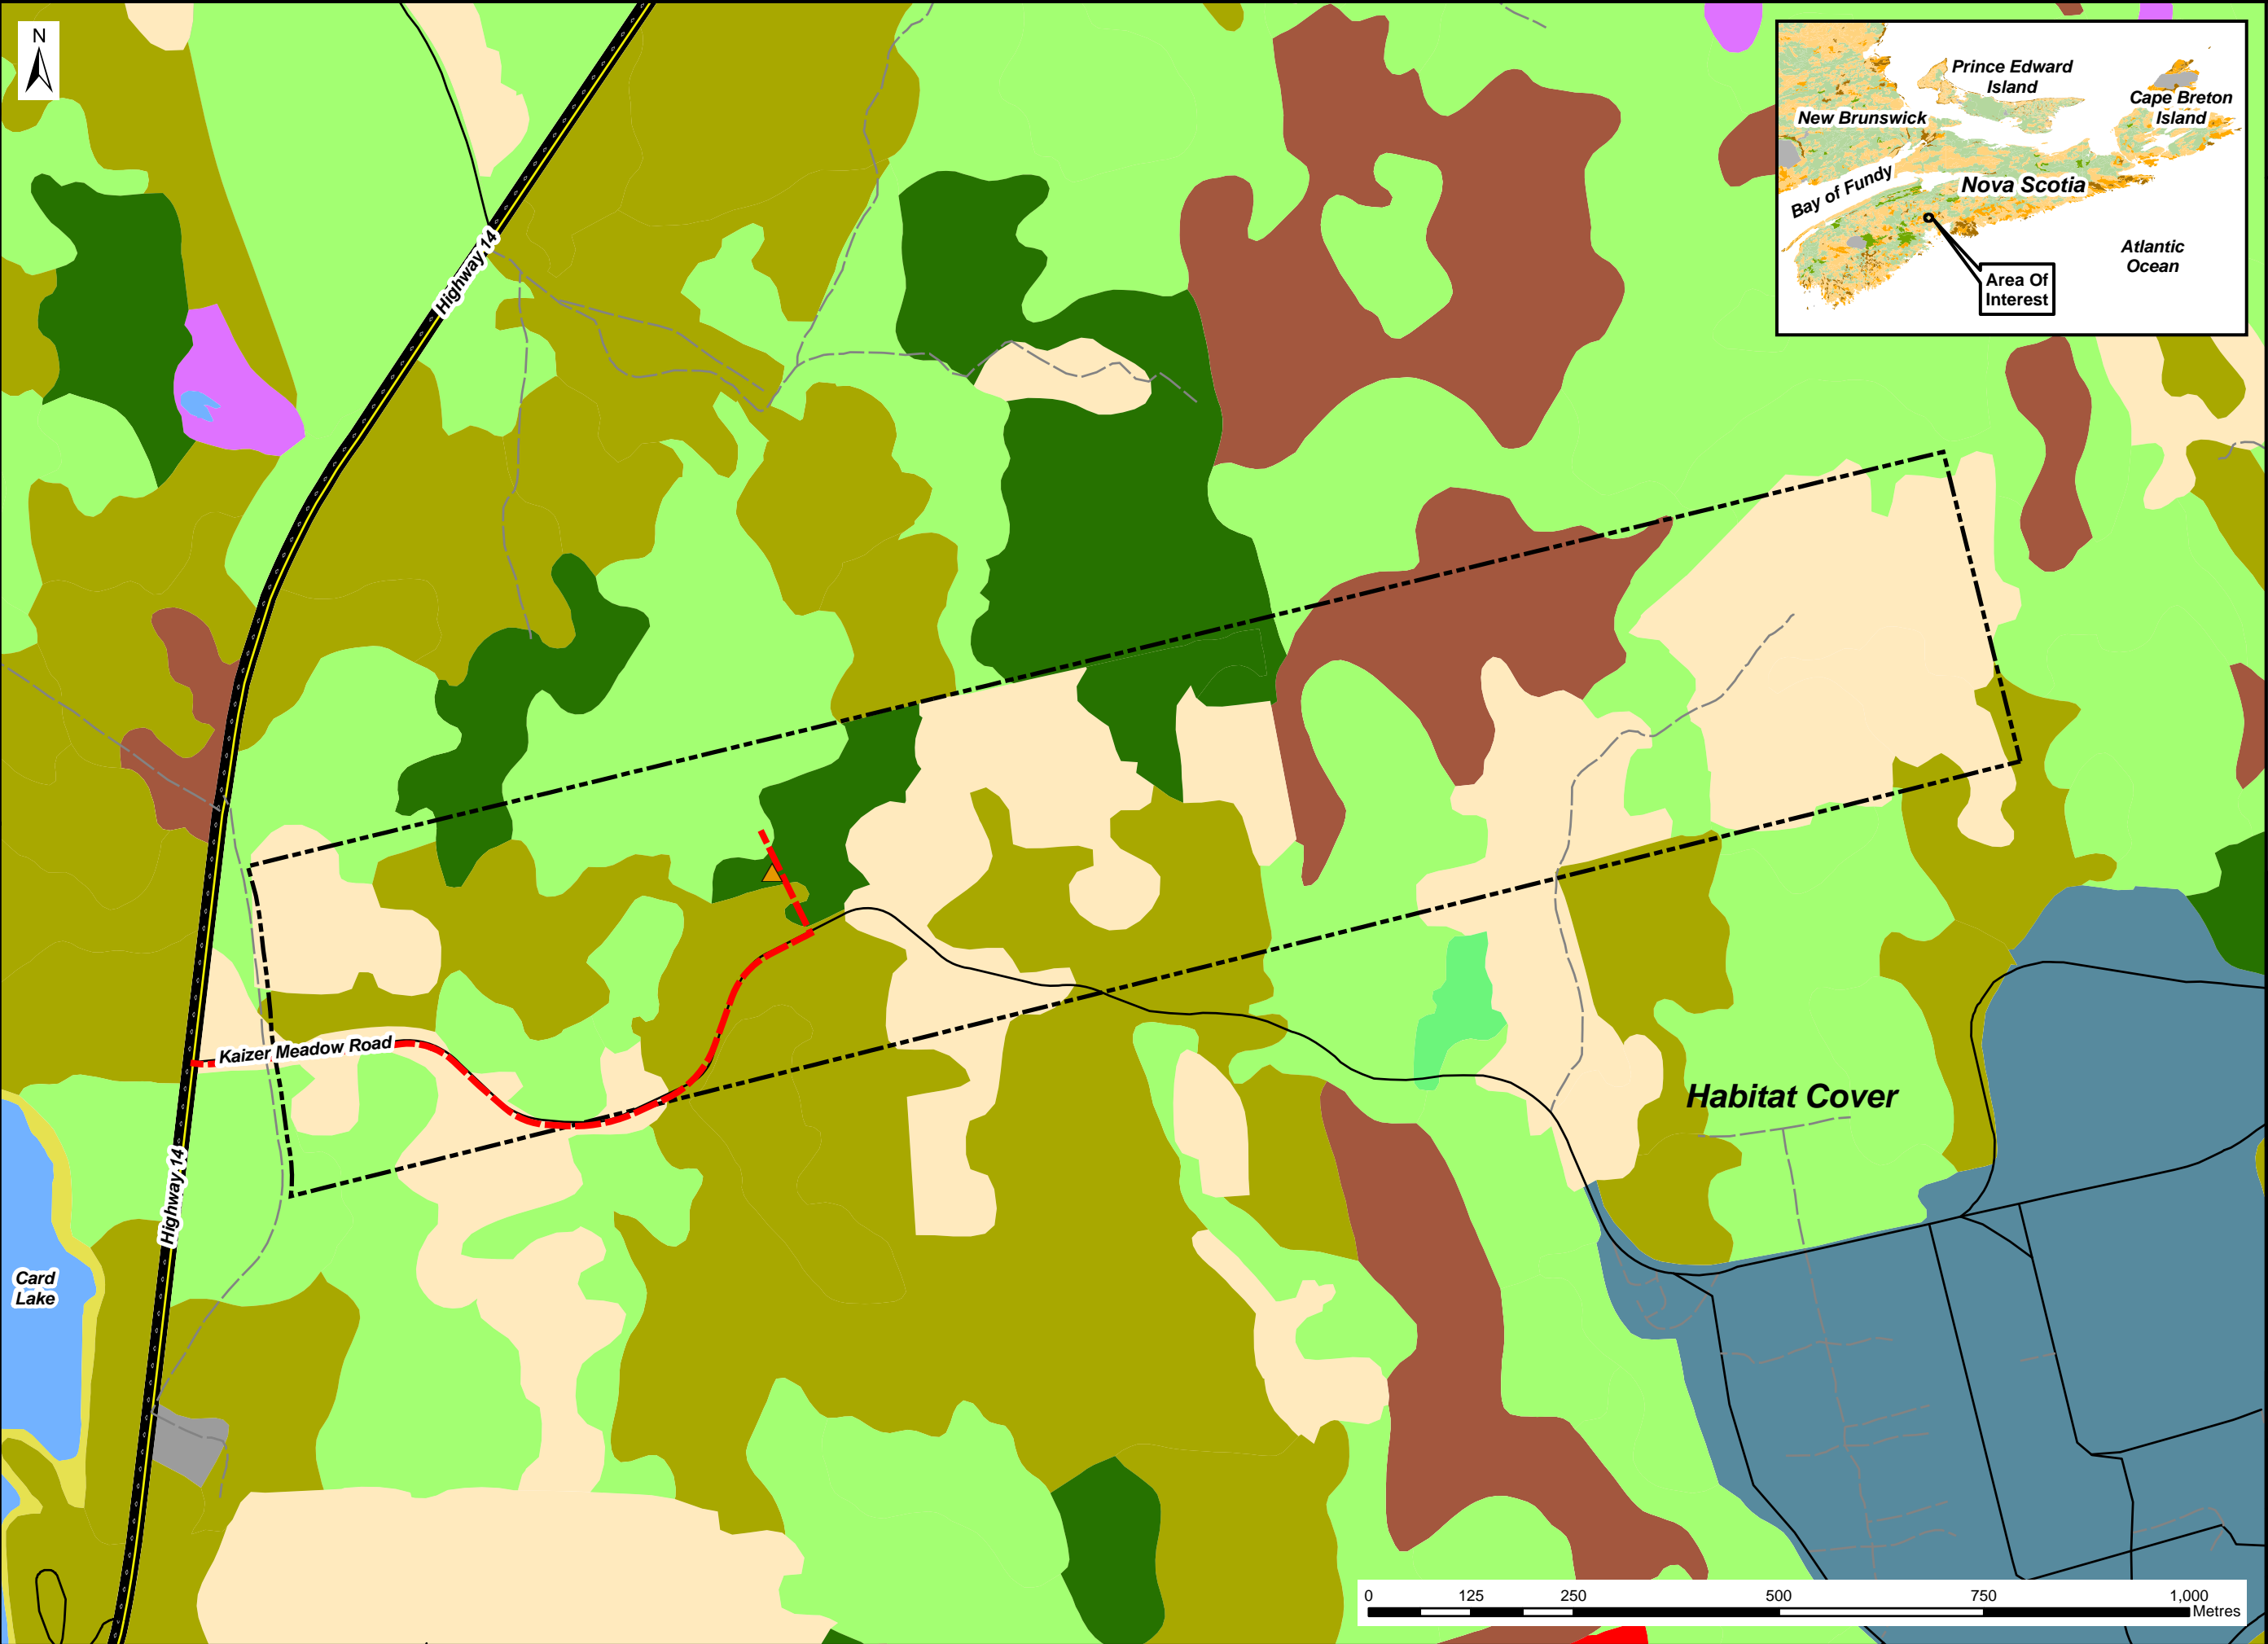 N
Prince Edward
Island
Cape Breton
Island
New Brunswick
Nova Scotia
Bay of Fundy
Atlantic
Ocean
Area Of
Interest
Highway 14
Kaizer Meadow Road
Habitat Cover
Highway 14
Card
Lake
0 125 250 500 750 1,000
Metres